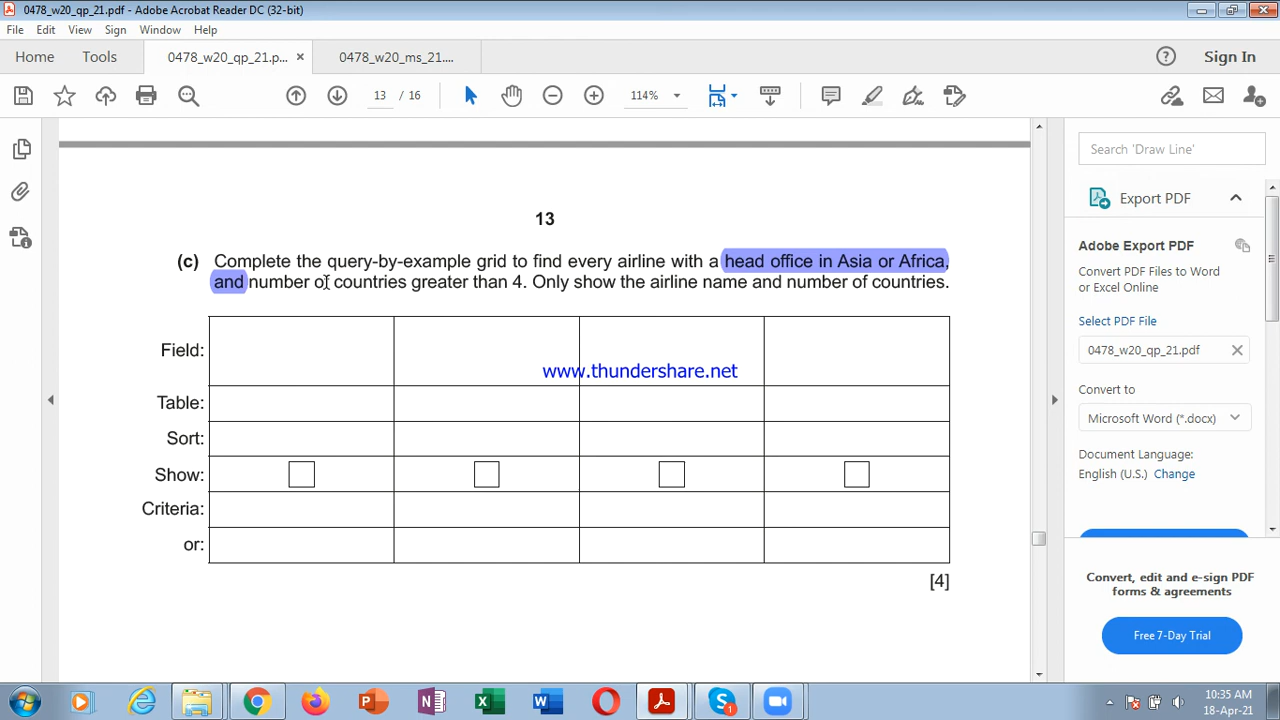 0478_w20_qp_21.pdf - Adobe Acrobat Reader DC (32-bit)
File Edit View Sign Window Help
Home Tools 0478_w20_qp_21.p... × 0478_w20_ms_21.... ? Sign In
13 / 16 114%
Search 'Draw Line'
Export PDF
Adobe Export PDF
Convert PDF Files to Word
or Excel Online
Select PDF File
0478_w20_qp_21.pdf
Convert to
Microsoft Word (*.docx)
Document Language:
English (U.S.) Change
Convert, edit and e-sign PDF
forms & agreements
Free 7-Day Trial
13
(c) Complete the query-by-example grid to find every airline with a head office in Asia or Africa,
and number of countries greater than 4. Only show the airline name and number of countries.
Field:
www.thundershare.net
Table:
Sort:
Show:
Criteria:
or:
[4]
10:35 AM
18-Apr-21